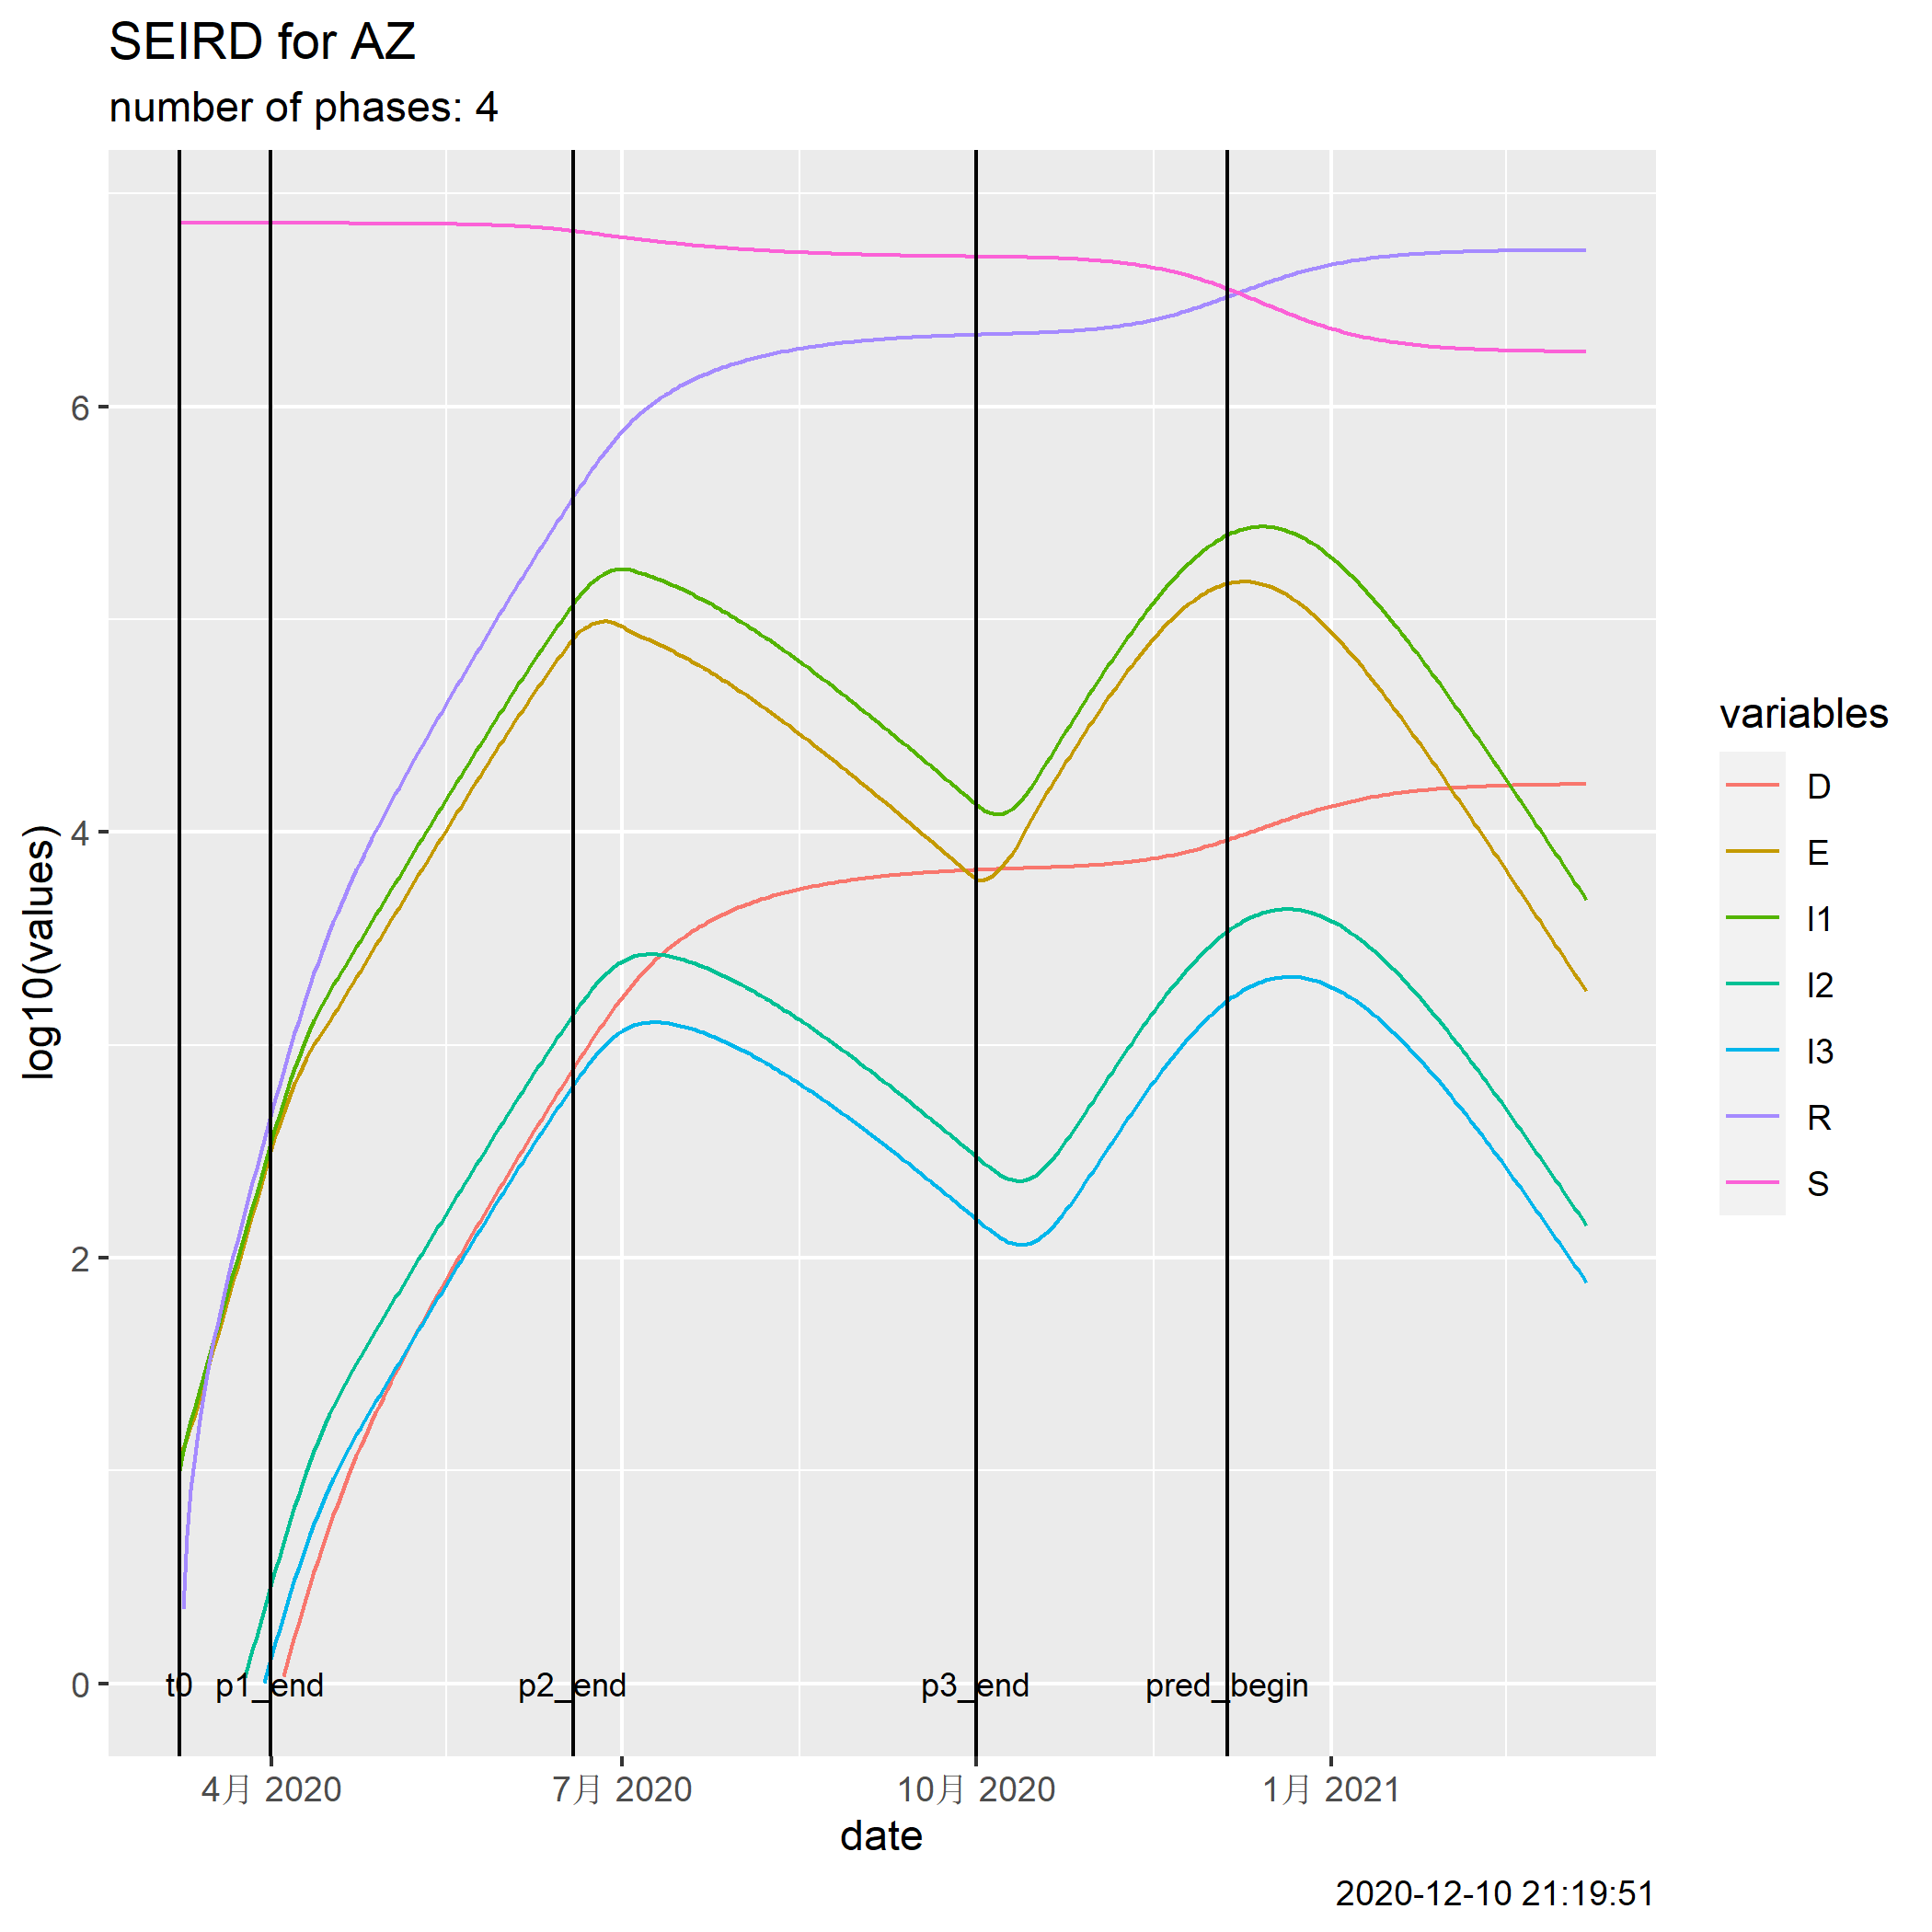 SEIRD for AZ
number of phases: 4
log10(values)
6
4
2
0
t0 p1_end p2_end p3_end pred_begin
4月 2020 7月 2020 10月 2020 1月 2021
date
variables
D
E
I1
I2
I3
R
S
2020-12-10 21:19:51